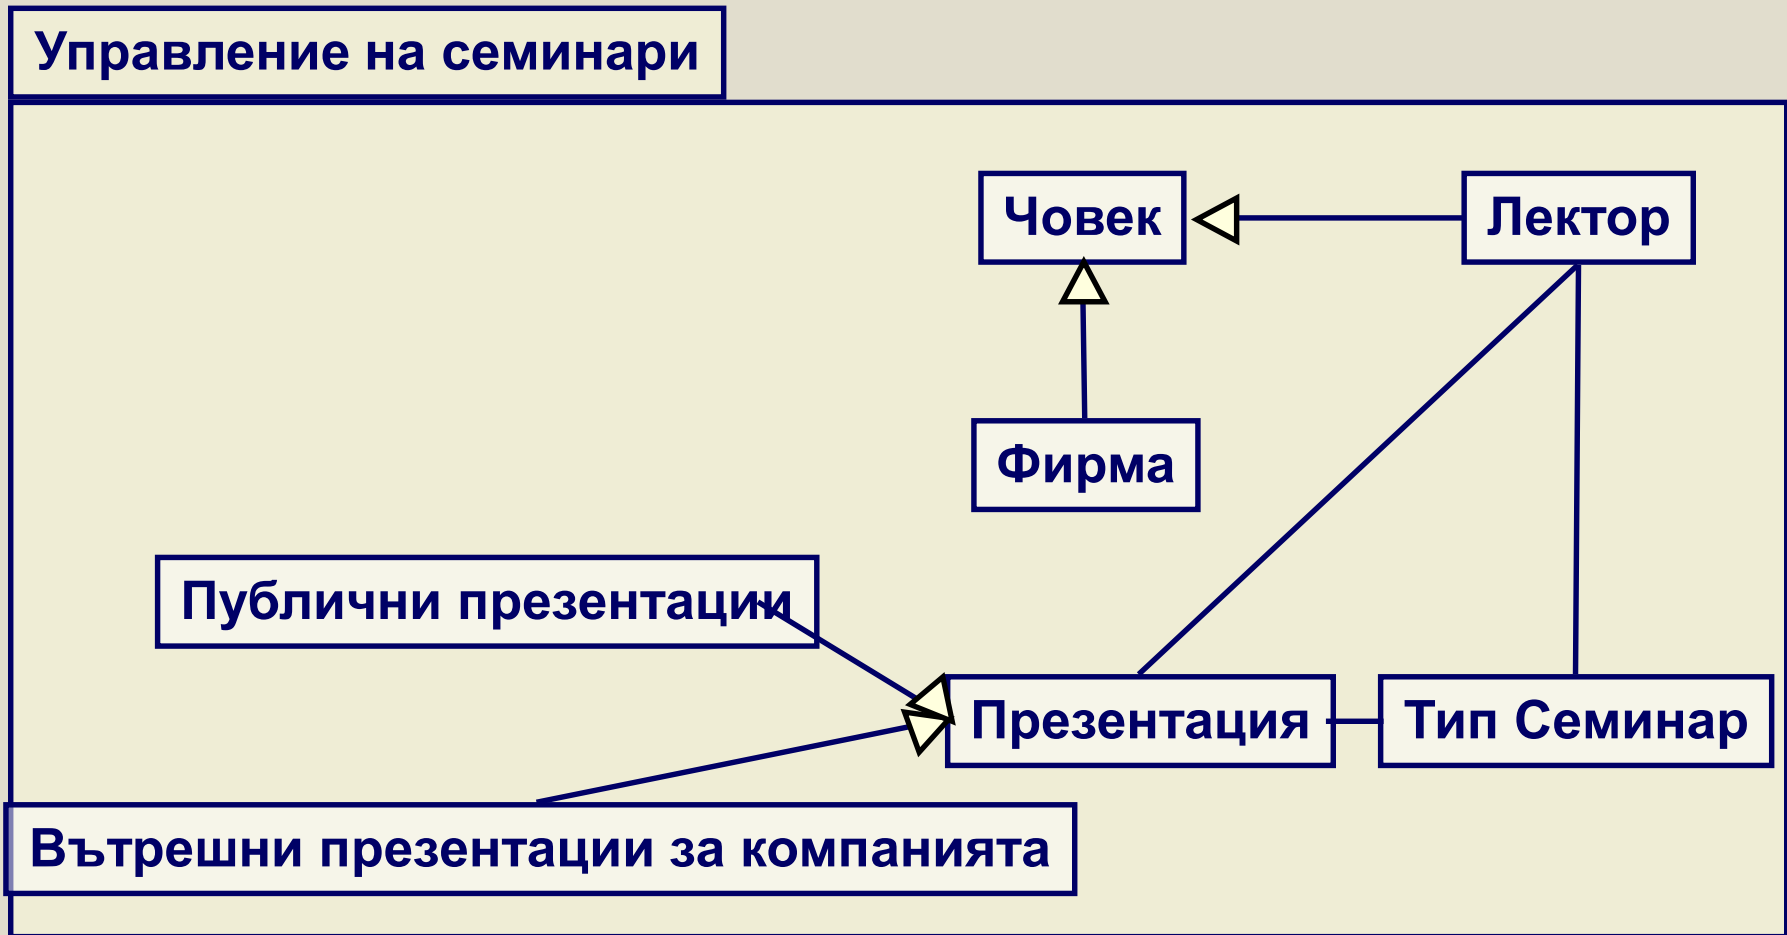 Управление на семинари
Човек
Лектор
Фирма
Публични презентации
Презентация
Тип Семинар
Вътрешни презентации за компанията